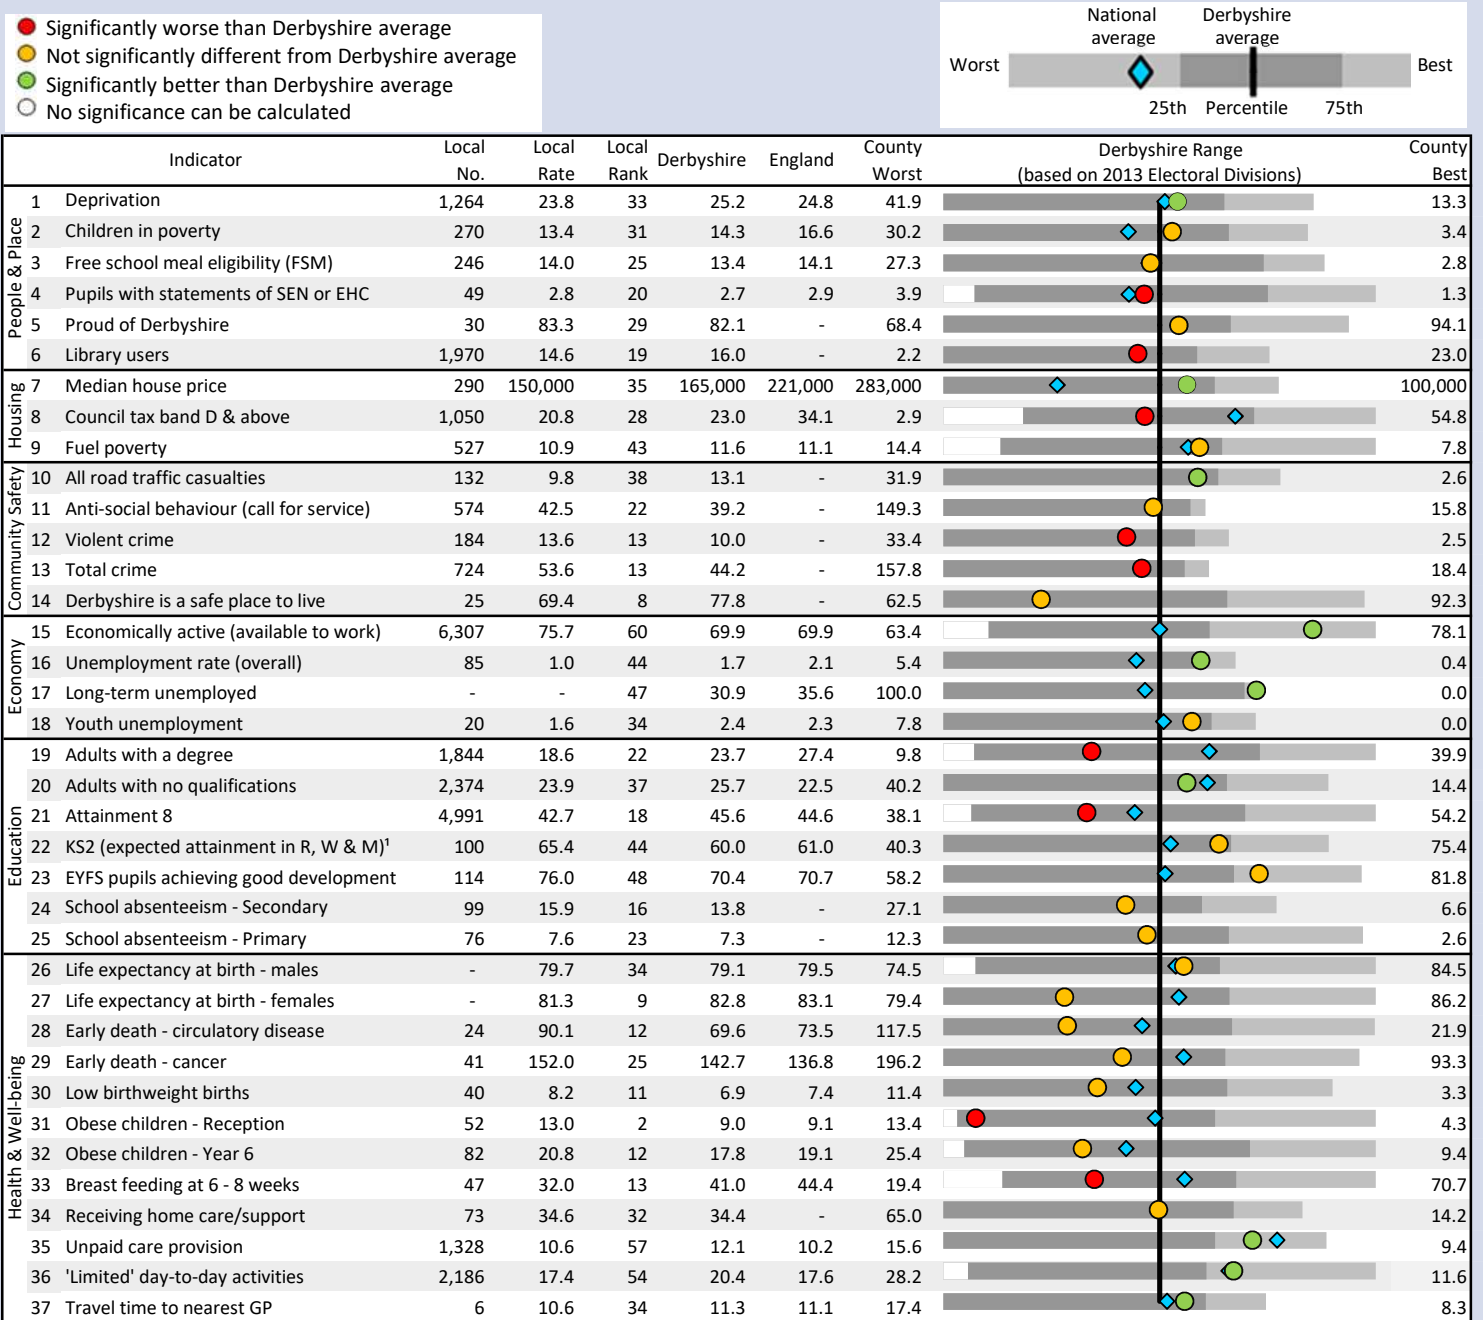 Significantly worse than Derbyshire average
Not significantly different from Derbyshire average
Significantly better than Derbyshire average
No significance can be calculated
National average
Derbyshire average
Worst
Best
25th Percentile 75th
Indicator Local No. Local Rate Local Rank Derbyshire England County Worst Derbyshire Range (based on 2013 Electoral Divisions) County Best
People & Place
1 Deprivation 1,264 23.8 33 25.2 24.8 41.9 13.3
2 Children in poverty 270 13.4 31 14.3 16.6 30.2 3.4
3 Free school meal eligibility (FSM) 246 14.0 25 13.4 14.1 27.3 2.8
4 Pupils with statements of SEN or EHC 49 2.8 20 2.7 2.9 3.9 1.3
5 Proud of Derbyshire 30 83.3 29 82.1 - 68.4 94.1
6 Library users 1,970 14.6 19 16.0 - 2.2 23.0
Housing
7 Median house price 290 150,000 35 165,000 221,000 283,000 100,000
8 Council tax band D & above 1,050 20.8 28 23.0 34.1 2.9 54.8
9 Fuel poverty 527 10.9 43 11.6 11.1 14.4 7.8
Community Safety
10 All road traffic casualties 132 9.8 38 13.1 - 31.9 2.6
11 Anti-social behaviour (call for service) 574 42.5 22 39.2 - 149.3 15.8
12 Violent crime 184 13.6 13 10.0 - 33.4 2.5
13 Total crime 724 53.6 13 44.2 - 157.8 18.4
14 Derbyshire is a safe place to live 25 69.4 8 77.8 - 62.5 92.3
Economy
15 Economically active (available to work) 6,307 75.7 60 69.9 69.9 63.4 78.1
16 Unemployment rate (overall) 85 1.0 44 1.7 2.1 5.4 0.4
17 Long-term unemployed - - 47 30.9 35.6 100.0 0.0
18 Youth unemployment 20 1.6 34 2.4 2.3 7.8 0.0
Education
19 Adults with a degree 1,844 18.6 22 23.7 27.4 9.8 39.9
20 Adults with no qualifications 2,374 23.9 37 25.7 22.5 40.2 14.4
21 Attainment 8 4,991 42.7 18 45.6 44.6 38.1 54.2
22 KS2 (expected attainment in R, W & M)¹ 100 65.4 44 60.0 61.0 40.3 75.4
23 EYFS pupils achieving good development 114 76.0 48 70.4 70.7 58.2 81.8
24 School absenteeism - Secondary 99 15.9 16 13.8 - 27.1 6.6
25 School absenteeism - Primary 76 7.6 23 7.3 - 12.3 2.6
Health & Well-being
26 Life expectancy at birth - males - 79.7 34 79.1 79.5 74.5 84.5
27 Life expectancy at birth - females - 81.3 9 82.8 83.1 79.4 86.2
28 Early death - circulatory disease 24 90.1 12 69.6 73.5 117.5 21.9
29 Early death - cancer 41 152.0 25 142.7 136.8 196.2 93.3
30 Low birthweight births 40 8.2 11 6.9 7.4 11.4 3.3
31 Obese children - Reception 52 13.0 2 9.0 9.1 13.4 4.3
32 Obese children - Year 6 82 20.8 12 17.8 19.1 25.4 9.4
33 Breast feeding at 6 - 8 weeks 47 32.0 13 41.0 44.4 19.4 70.7
34 Receiving home care/support 73 34.6 32 34.4 - 65.0 14.2
35 Unpaid care provision 1,328 10.6 57 12.1 10.2 15.6 9.4
36 'Limited' day-to-day activities 2,186 17.4 54 20.4 17.6 28.2 11.6
37 Travel time to nearest GP 6 10.6 34 11.3 11.1 17.4 8.3